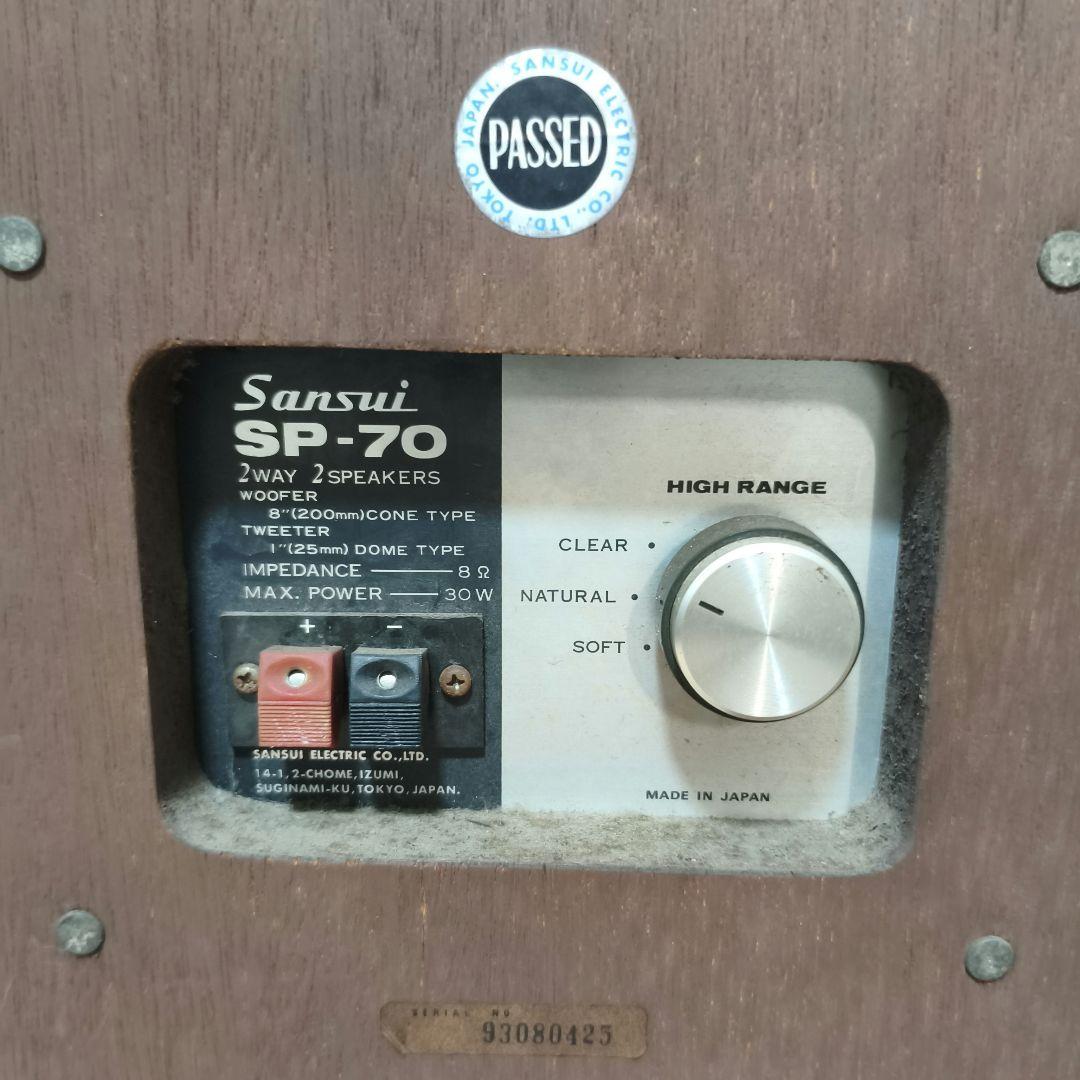 SANSUI ELECTRIC CO., LTD. TOKYO JAPAN.
PASSED
Sansui
SP-70
2WAY 2SPEAKERS
WOOFER
8"(200mm)CONE TYPE
TWEETER
1"(25mm) DOME TYPE
IMPEDANCE 8 Ω
MAX. POWER 30W
+ −
SANSUI ELECTRIC CO.,LTD.
14-1, 2-CHOME, IZUMI,
SUGINAMI-KU, TOKYO, JAPAN.
HIGH RANGE
CLEAR
NATURAL
SOFT
MADE IN JAPAN
SERIAL NO
93080425